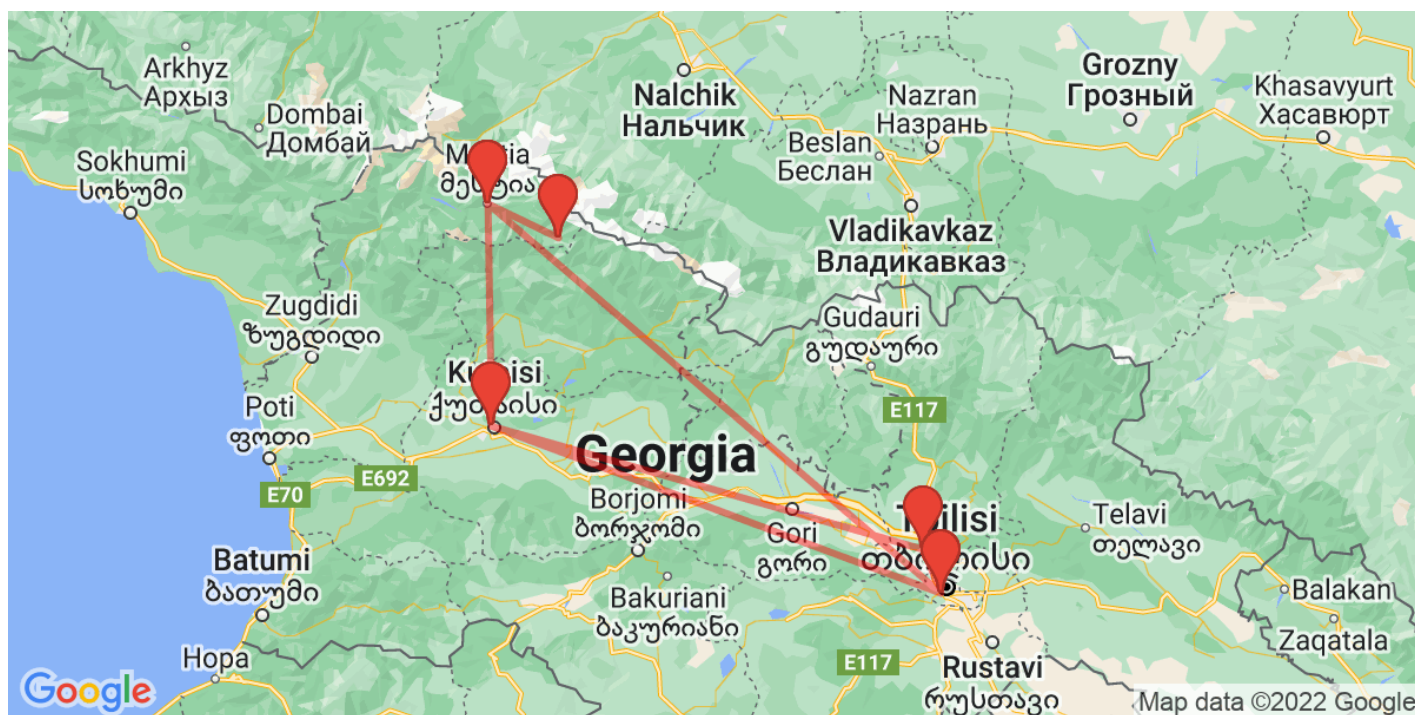 Arkhyz
Архыз
Dombai
Домбай
Nalchik
Нальчик
Grozny
Грозный
Khasavyurt
Хасавюрт
Nazran
Назрань
Beslan
Беслан
Sokhumi
სოხუმი
Vladikavkaz
Владикавказ
Zugdidi
ზუგდიდი
Gudauri
გუდაური
Poti
ფოთი
E117
Georgia
E692
E70
Borjomi
ბორჯომი
Gori
გორი
Telavi
თელავი
Batumi
ბათუმი
Bakuriani
ბაკურიანი
Balakan
Zaqatala
Hopa
E117
Rustavi
რუსთავი
Google
Map data ©2022 Google